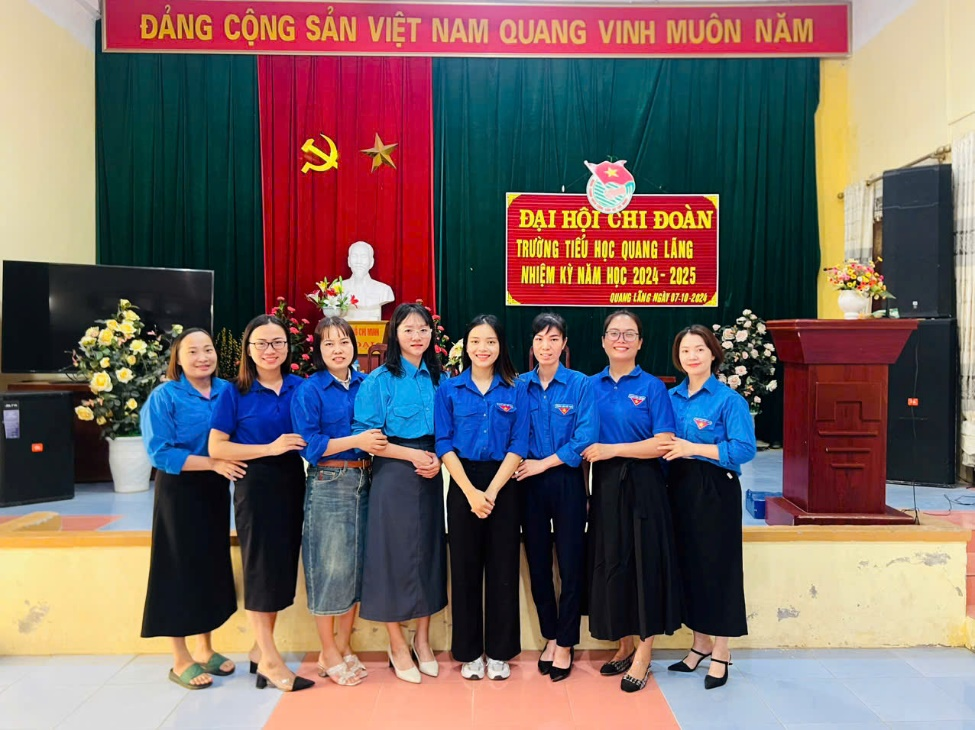 ĐẢNG CỘNG SẢN VIỆT NAM QUANG VINH MUÔN NĂM
ĐẠI HỘI CHI ĐOÀN
TRƯỜNG TIỂU HỌC QUANG LÃNG
NHIỆM KỲ NĂM HỌC 2024 - 2025
QUANG LÃNG NGÀY 07-10-2024